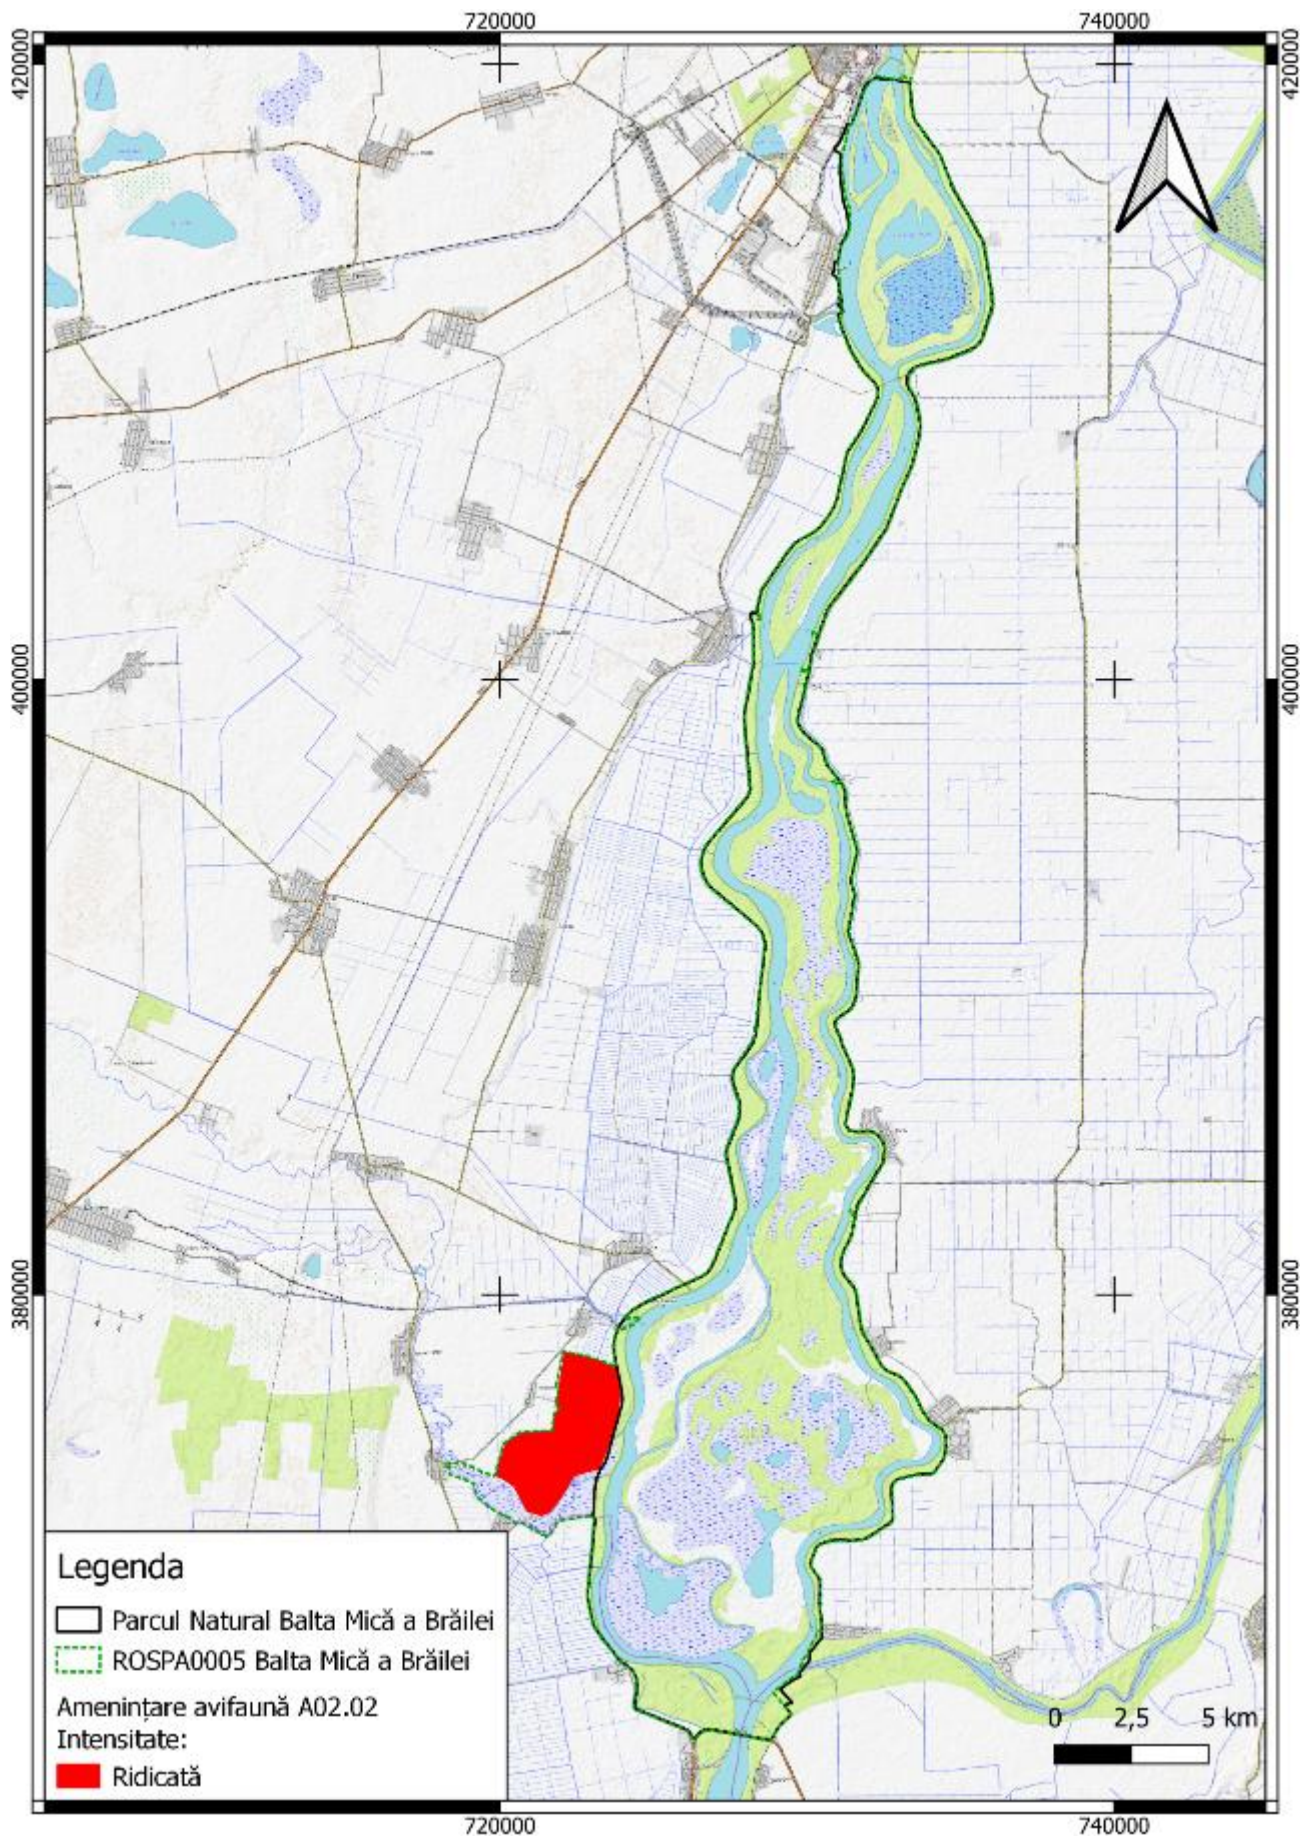 720000
740000
420000
420000
400000
400000
380000
380000
Legenda
Parcul Natural Balta Mică a Brăilei
ROSPA0005 Balta Mică a Brăilei
Amenințare avifaună A02.02
Intensitate:
Ridicată
0 2,5 5 km
720000
740000